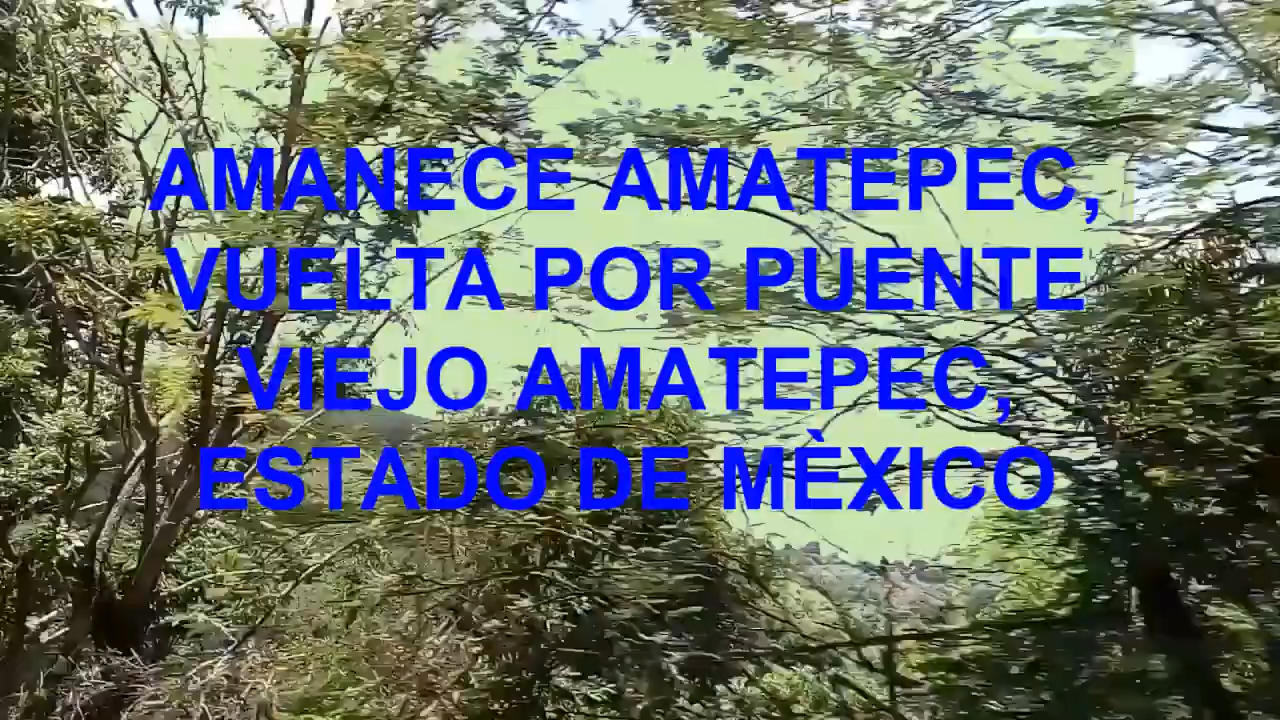 AMANECE AMATEPEC,
VUELTA POR PUENTE
VIEJO AMATEPEC,
ESTADO DE MÈXICO